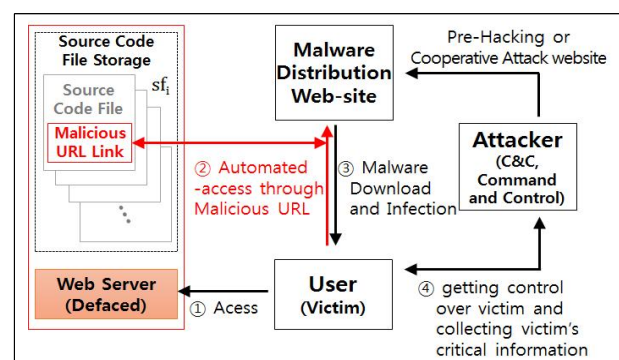 Source Code
File Storage
sfi
Source
Code File
Malicious
URL Link
Web Server
(Defaced)
Malware
Distribution
Web-site
Pre-Hacking or
Cooperative Attack website
Attacker
(C&C,
Command
and Control)
② Automated
-access through
Malicious URL
③ Malware
Download
and Infection
User
(Victim)
① Acess
④ getting control
over victim and
collecting victim's
critical information